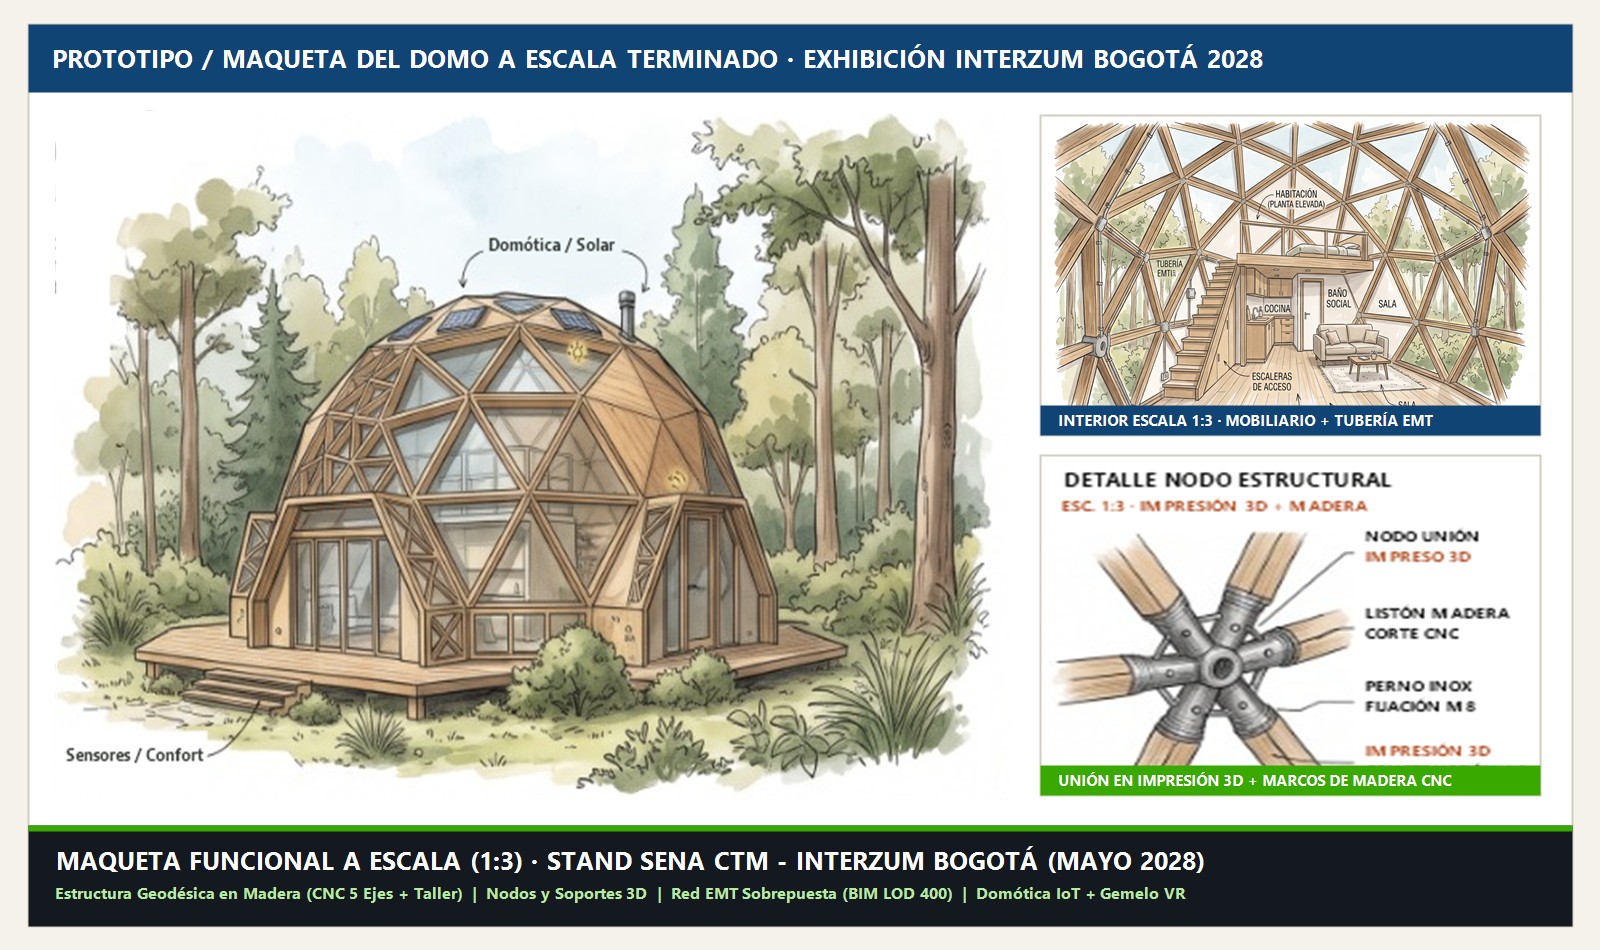 PROTOTIPO / MAQUETA DEL DOMO A ESCALA TERMINADO · EXHIBICIÓN INTERZUM BOGOTÁ 2028
Domótica / Solar
Sensores / Confort
HABITACIÓN
(PLANTA ELEVADA)
TUBERÍA
EMT
COCINA
BAÑO
SOCIAL
SALA
ESCALERAS
DE ACCESO
SALA
INTERIOR ESCALA 1:3 · MOBILIARIO + TUBERÍA EMT
DETALLE NODO ESTRUCTURAL
ESC. 1:3 · IMPRESIÓN 3D + MADERA
NODO UNIÓN
IMPRESO 3D
LISTÓN MADERA
CORTE CNC
PERNO INOX
FIJACIÓN M8
IMPRESIÓN 3D
UNIÓN EN IMPRESIÓN 3D + MARCOS DE MADERA CNC
MAQUETA FUNCIONAL A ESCALA (1:3) · STAND SENA CTM - INTERZUM BOGOTÁ (MAYO 2028)
Estructura Geodésica en Madera (CNC 5 Ejes + Taller) | Nodos y Soportes 3D | Red EMT Sobrepuesta (BIM LOD 400) | Domótica IoT + Gemelo VR